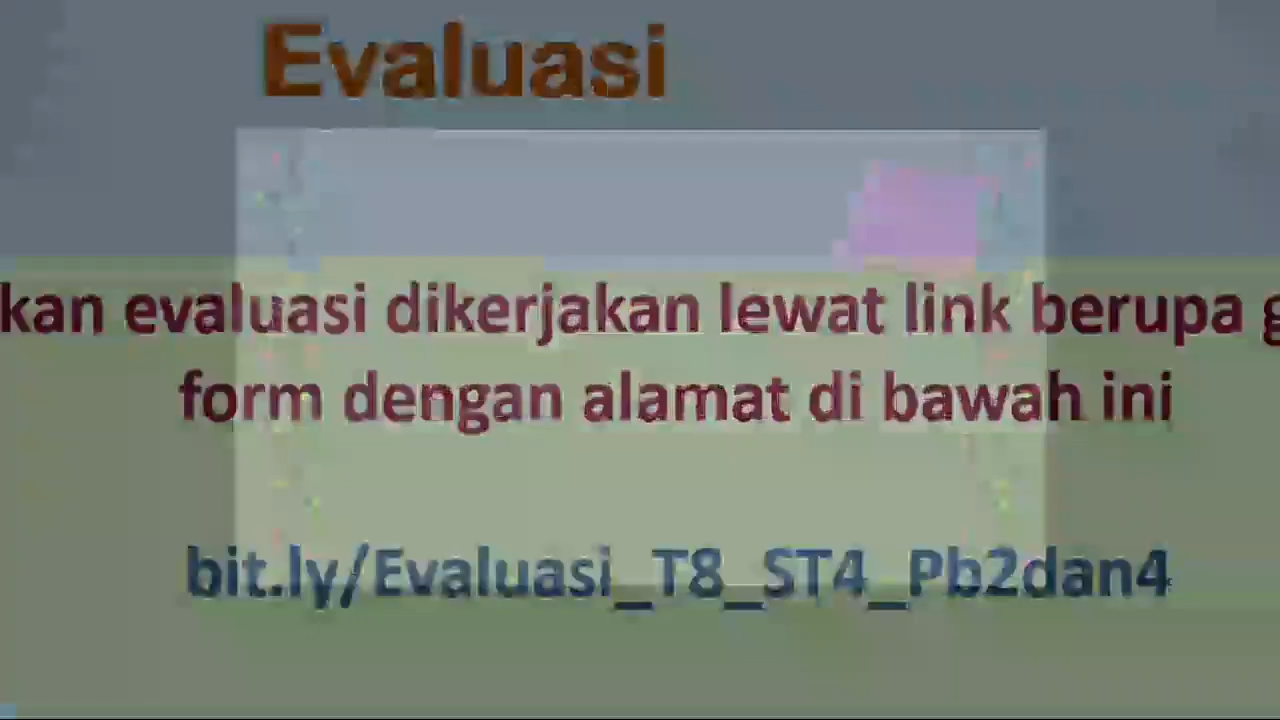 Evaluasi
kan evaluasi dikerjakan lewat link berupa g
form dengan alamat di bawah ini
bit.ly/Evaluasi_T8_ST4_Pb2dan4